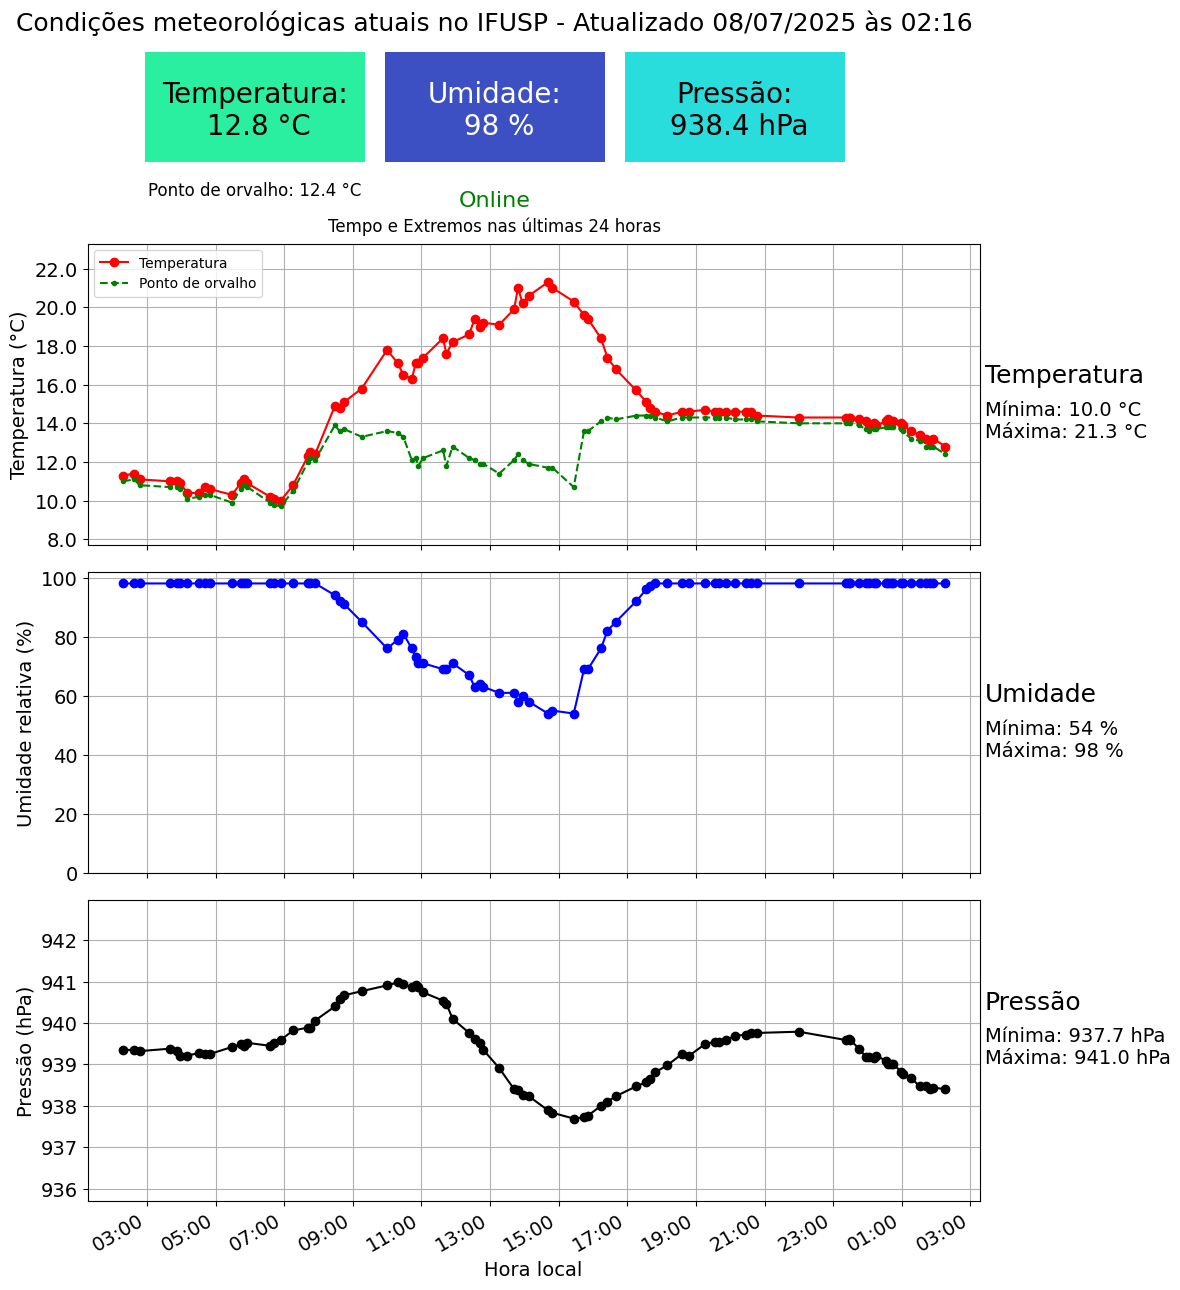 Condições meteorológicas atuais no IFUSP - Atualizado 08/07/2025 às 02:16
Temperatura:
12.8 °C
Umidade:
98 %
Pressão:
938.4 hPa
Ponto de orvalho: 12.4 °C
Online
Tempo e Extremos nas últimas 24 horas
Temperatura
Ponto de orvalho
Temperatura (°C)
22.0
20.0
18.0
16.0
14.0
12.0
10.0
8.0
Temperatura
Mínima: 10.0 °C
Máxima: 21.3 °C
Umidade relativa (%)
100
80
60
40
20
0
Umidade
Mínima: 54 %
Máxima: 98 %
Pressão (hPa)
942
941
940
939
938
937
936
Pressão
Mínima: 937.7 hPa
Máxima: 941.0 hPa
03:00
05:00
07:00
09:00
11:00
13:00
15:00
17:00
19:00
21:00
23:00
01:00
03:00
Hora local